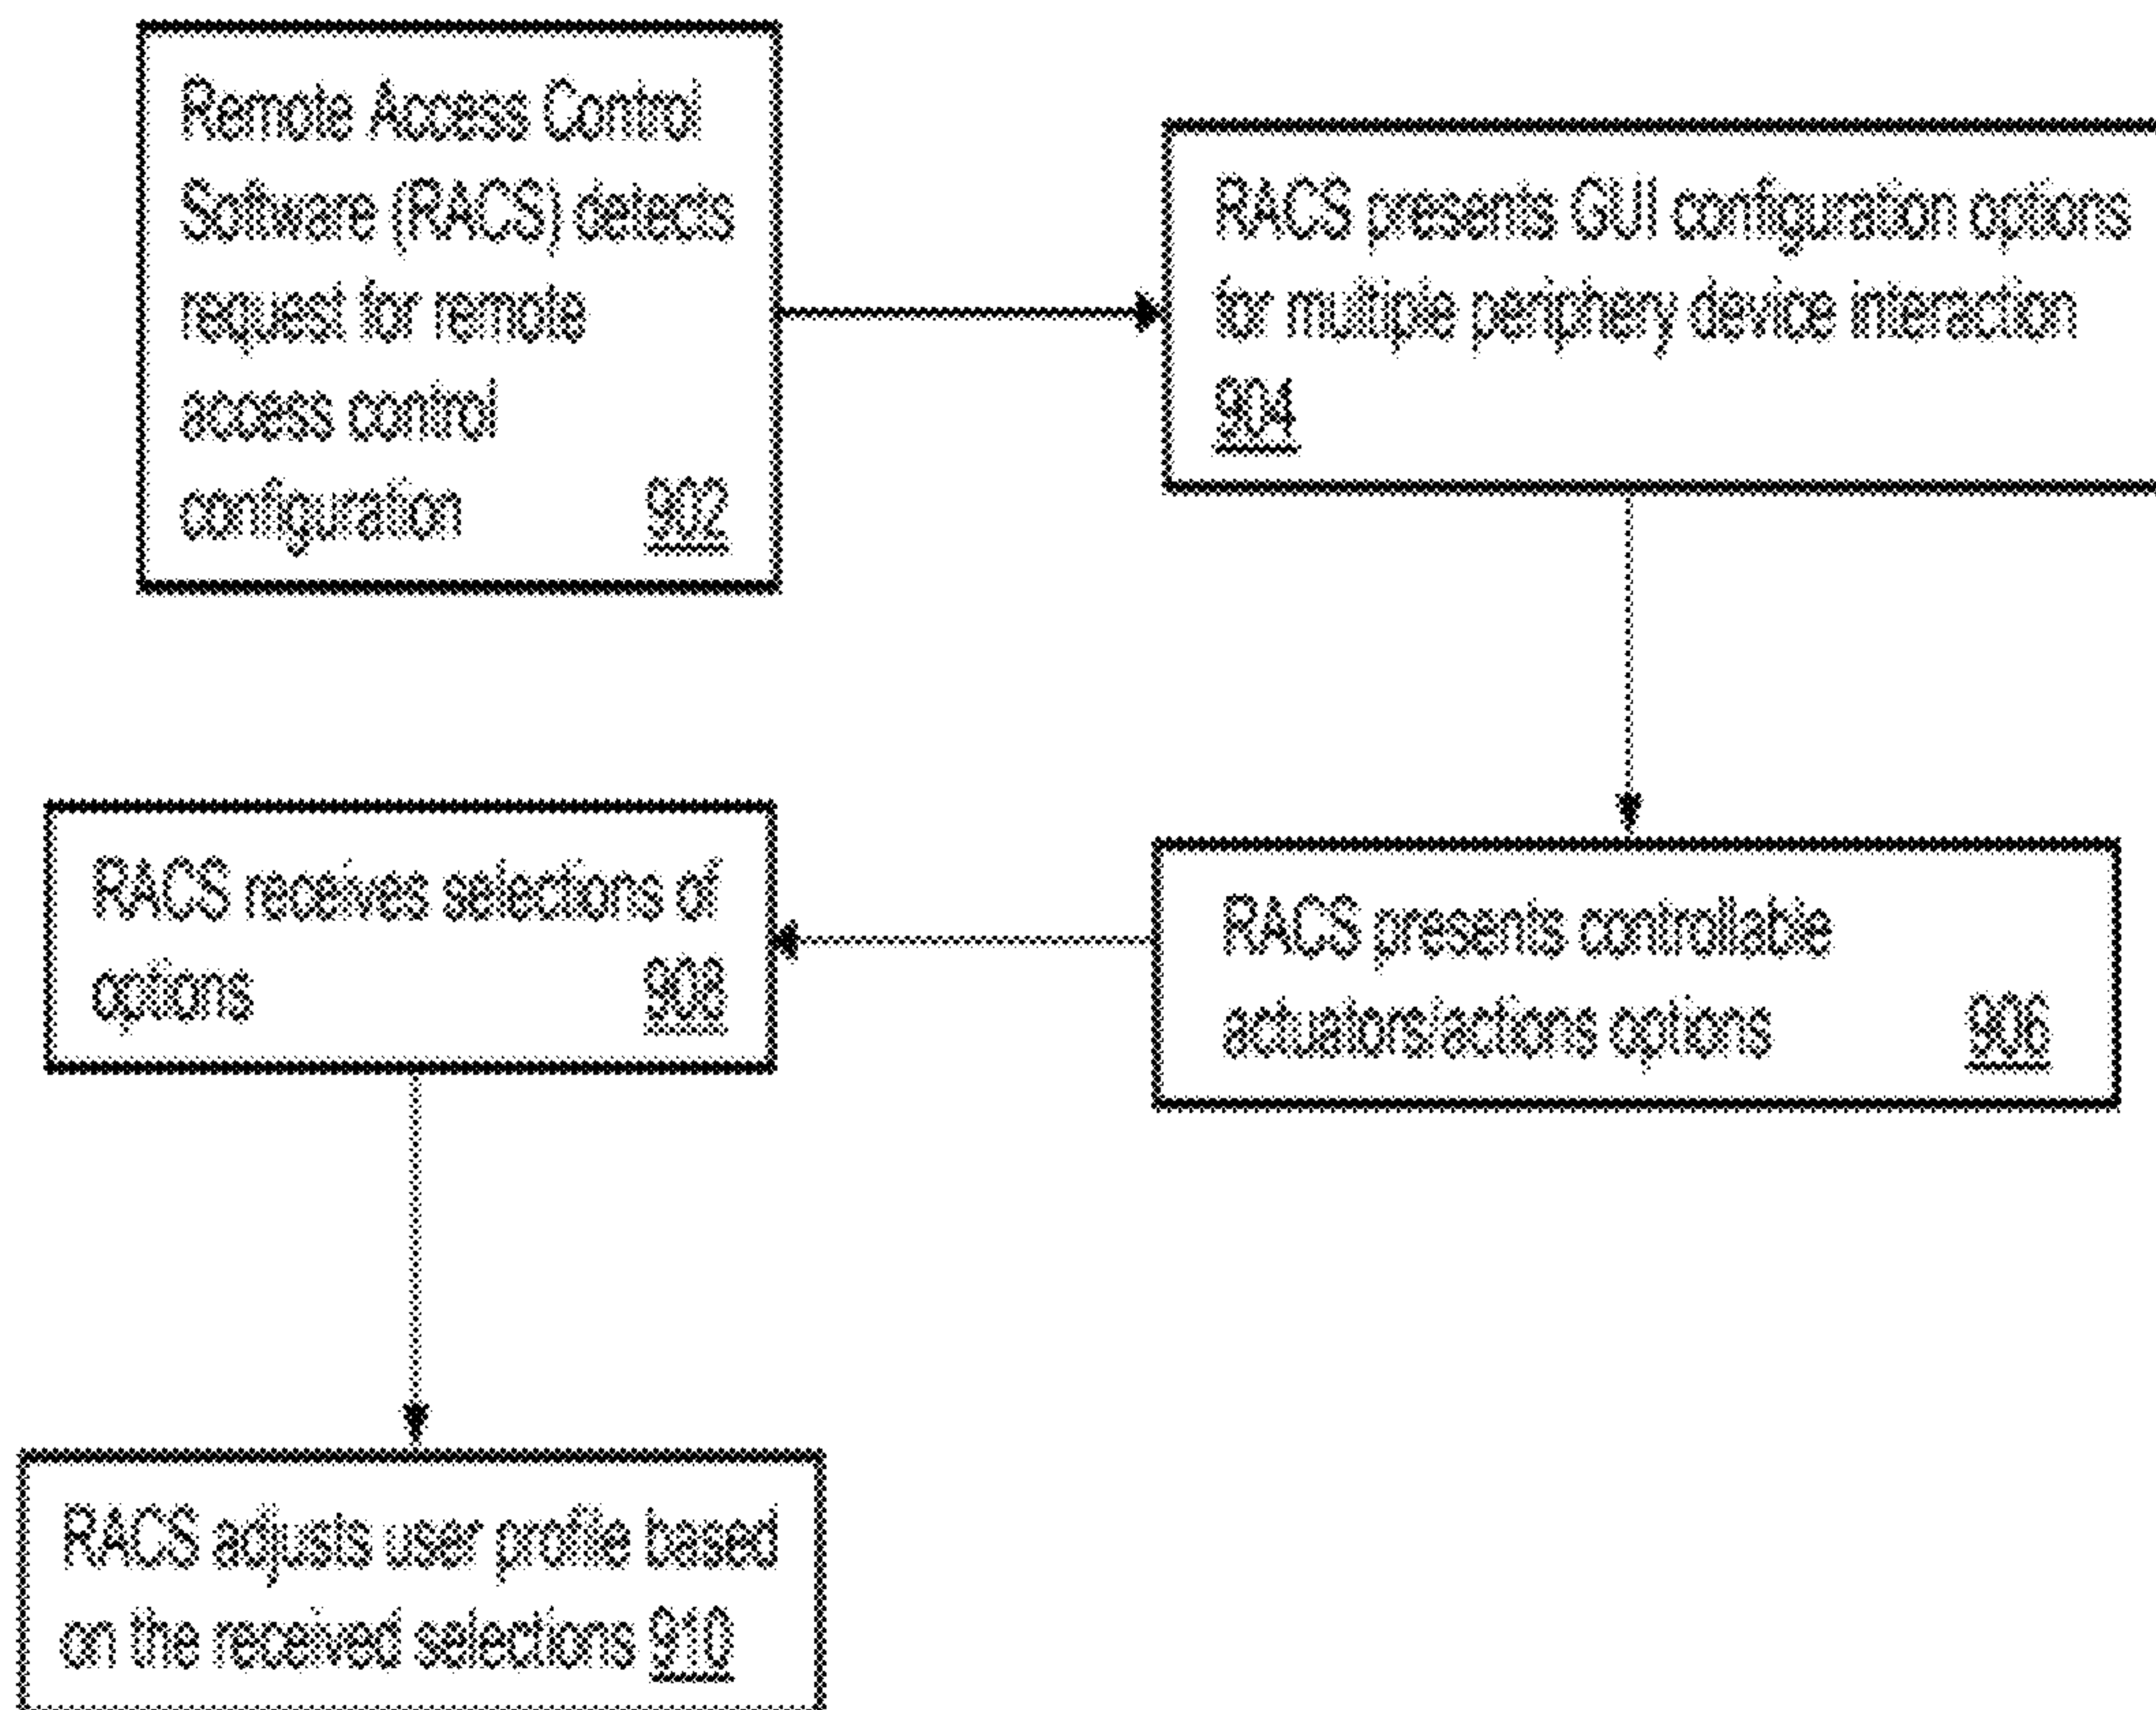 Remote Access Control
Software (RACS) detects
request for remote
access control
configuration 902
RACS presents GUI configuration options
for multiple periphery device interaction
904
RACS presents controllable
actuators/actions options 906
RACS receives selections of
options 908
RACS adjusts user profile based
on the received selections 910